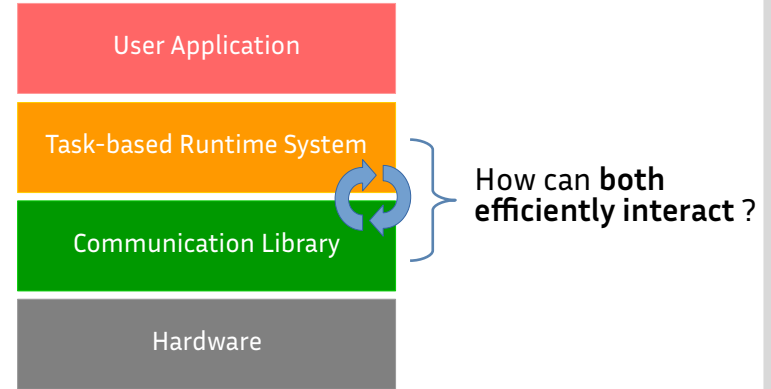 User Application
Task-based Runtime System
Communication Library
Hardware
How can both
efficiently interact ?